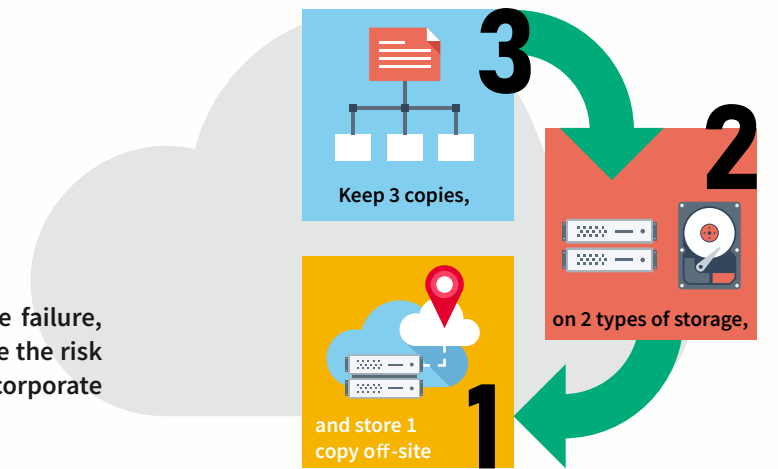 3
Keep 3 copies,
2
on 2 types of storage,
1
and store 1
copy off-site
e failure,
e the risk
corporate